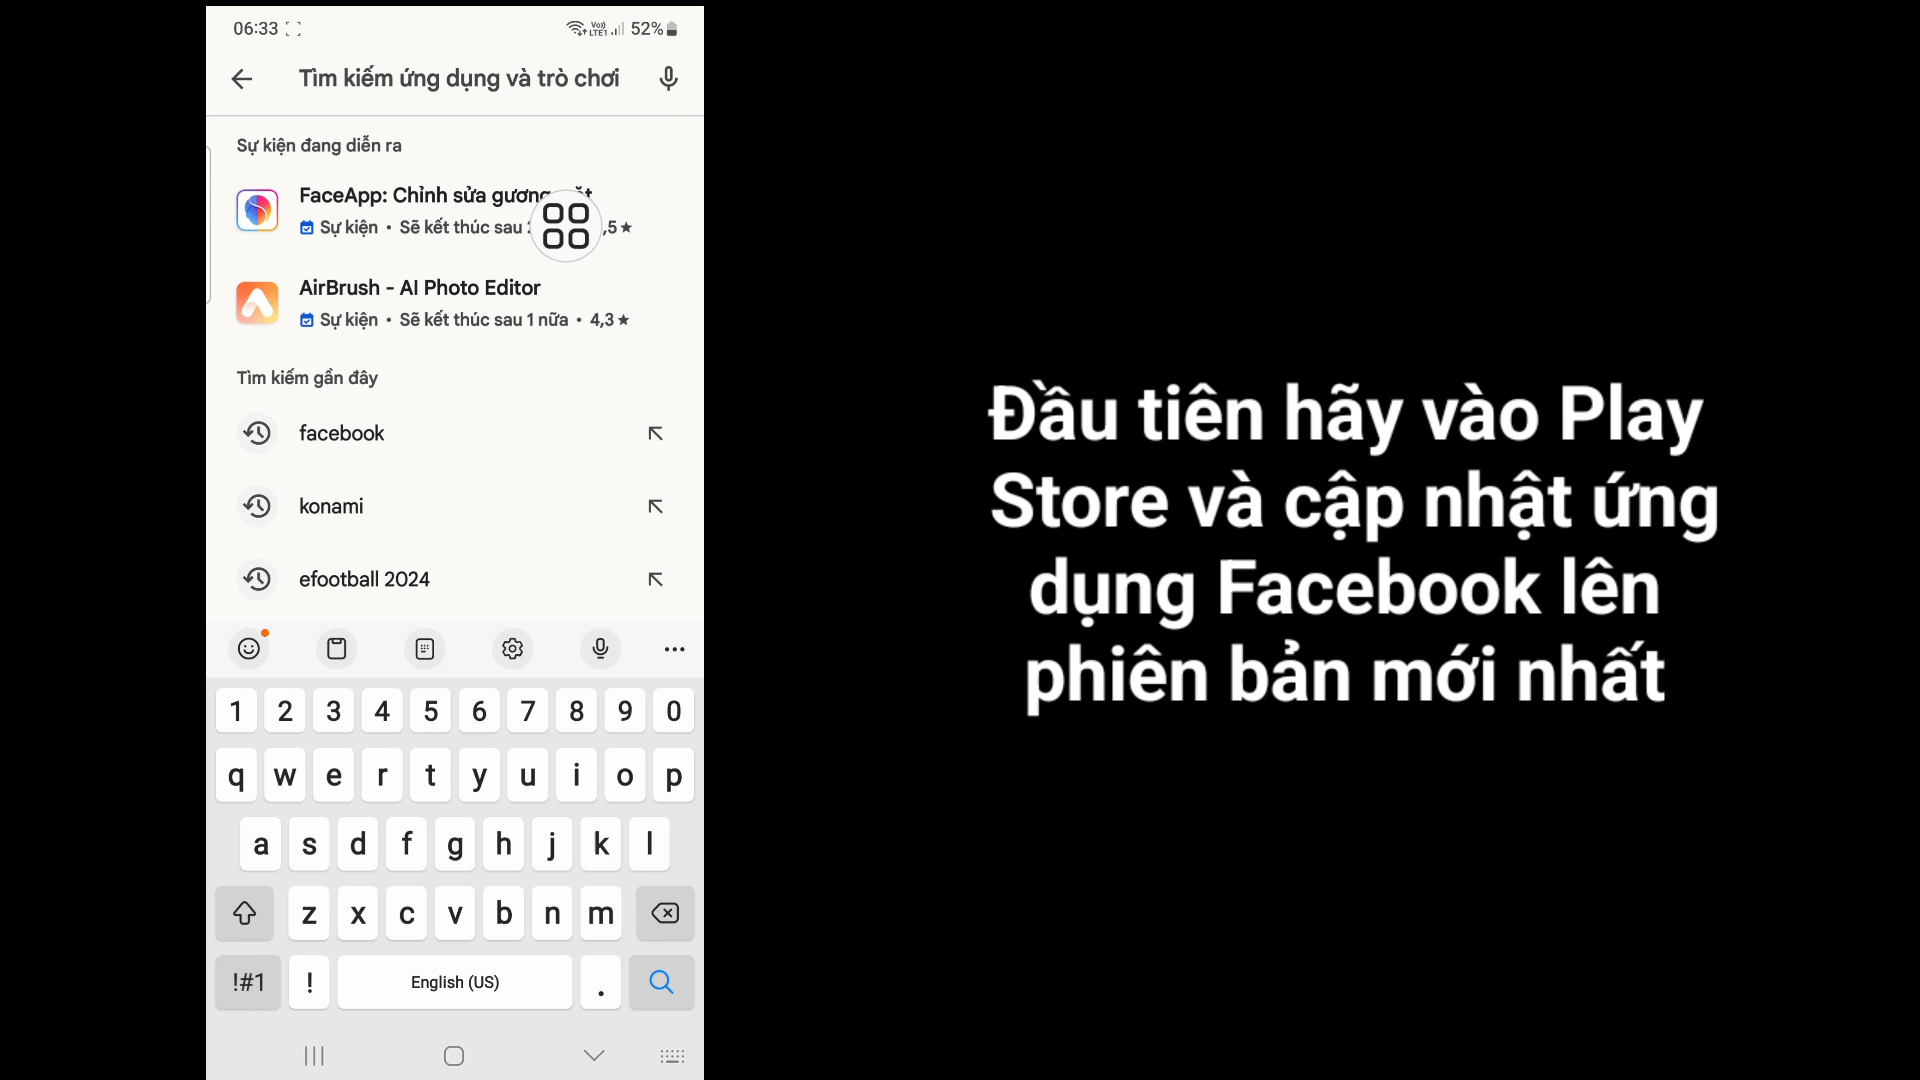 06:33
Vo))
LTE1
52%
Tìm kiếm ứng dụng và trò chơi
Sự kiện đang diễn ra
FaceApp: Chỉnh sửa gương
Sự kiện • Sẽ kết thúc sau ,5 ★
AirBrush - AI Photo Editor
Sự kiện • Sẽ kết thúc sau 1 nữa • 4,3 ★
Tìm kiếm gần đây
facebook
konami
efootball 2024
1 2 3 4 5 6 7 8 9 0
q w e r t y u i o p
a s d f g h j k l
z x c v b n m
!#1 ! English (US) .
Đầu tiên hãy vào Play
Store và cập nhật ứng
dụng Facebook lên
phiên bản mới nhất